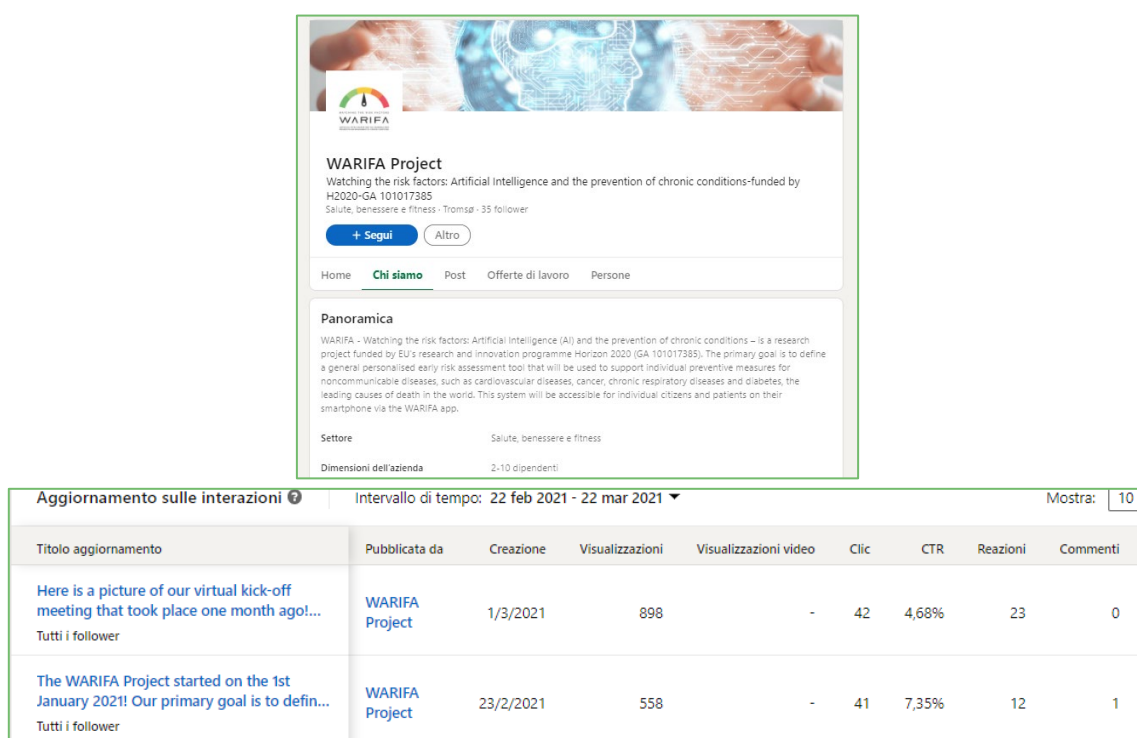 WARIFA
WARIFA Project
Watching the risk factors: Artificial Intelligence and the prevention of chronic conditions-funded by
H2020-GA 101017385
Salute, benessere e fitness · Tromsø · 35 follower
+ Segui Altro
Home Chi siamo Post Offerte di lavoro Persone
Panoramica
WARIFA - Watching the risk factors: Artificial Intelligence (AI) and the prevention of chronic conditions – is a research
project funded by EU's research and innovation programme Horizon 2020 (GA 101017385). The primary goal is to define
a general personalised early risk assessment tool that will be used to support individual preventive measures for
noncommunicable diseases, such as cardiovascular diseases, cancer, chronic respiratory diseases and diabetes, the
leading causes of death in the world. This system will be accessible for individual citizens and patients on their
smartphone via the WARIFA app.
Settore Salute, benessere e fitness
Dimensioni dell'azienda 2-10 dipendenti
Aggiornamento sulle interazioni ? Intervallo di tempo: 22 feb 2021 - 22 mar 2021 Mostra: 10
Titolo aggiornamento Pubblicata da Creazione Visualizzazioni Visualizzazioni video Clic CTR Reazioni Commenti
Here is a picture of our virtual kick-off
meeting that took place one month ago!...
Tutti i follower
WARIFA
Project
1/3/2021 898 - 42 4,68% 23 0
The WARIFA Project started on the 1st
January 2021! Our primary goal is to defin...
Tutti i follower
WARIFA
Project
23/2/2021 558 - 41 7,35% 12 1